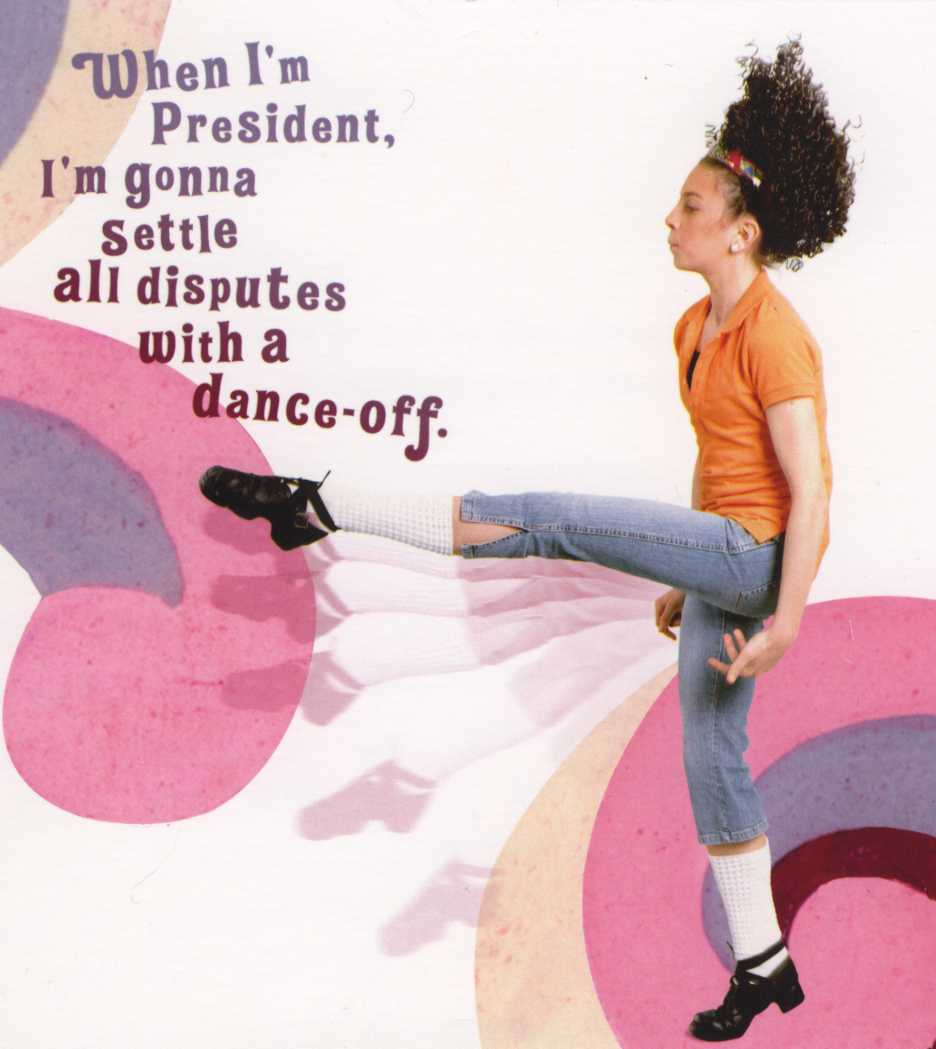 When I'm
President,
I'm gonna
settle
all disputes
with a
dance-off.